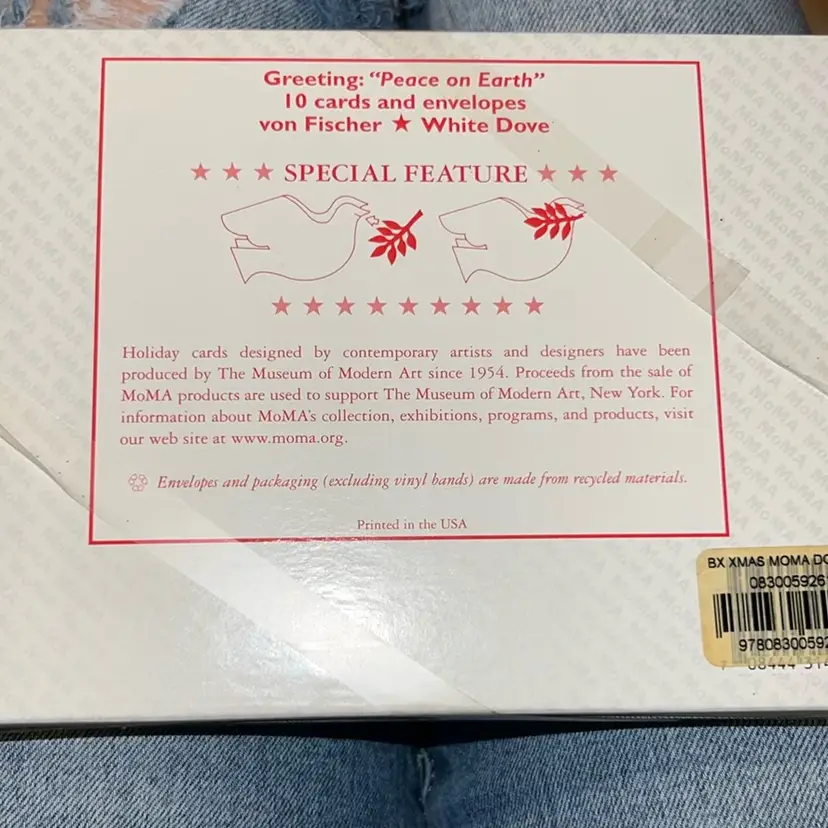 Greeting: “Peace on Earth”
10 cards and envelopes
von Fischer ★ White Dove
★ ★ ★ SPECIAL FEATURE ★ ★ ★
Holiday cards designed by contemporary artists and designers have been
produced by The Museum of Modern Art since 1954. Proceeds from the sale of
MoMA products are used to support The Museum of Modern Art, New York. For
information about MoMA's collection, exhibitions, programs, and products, visit
our web site at www.moma.org.
Envelopes and packaging (excluding vinyl bands) are made from recycled materials.
Printed in the USA
BX XMAS MOMA DO
083005926
97808300592